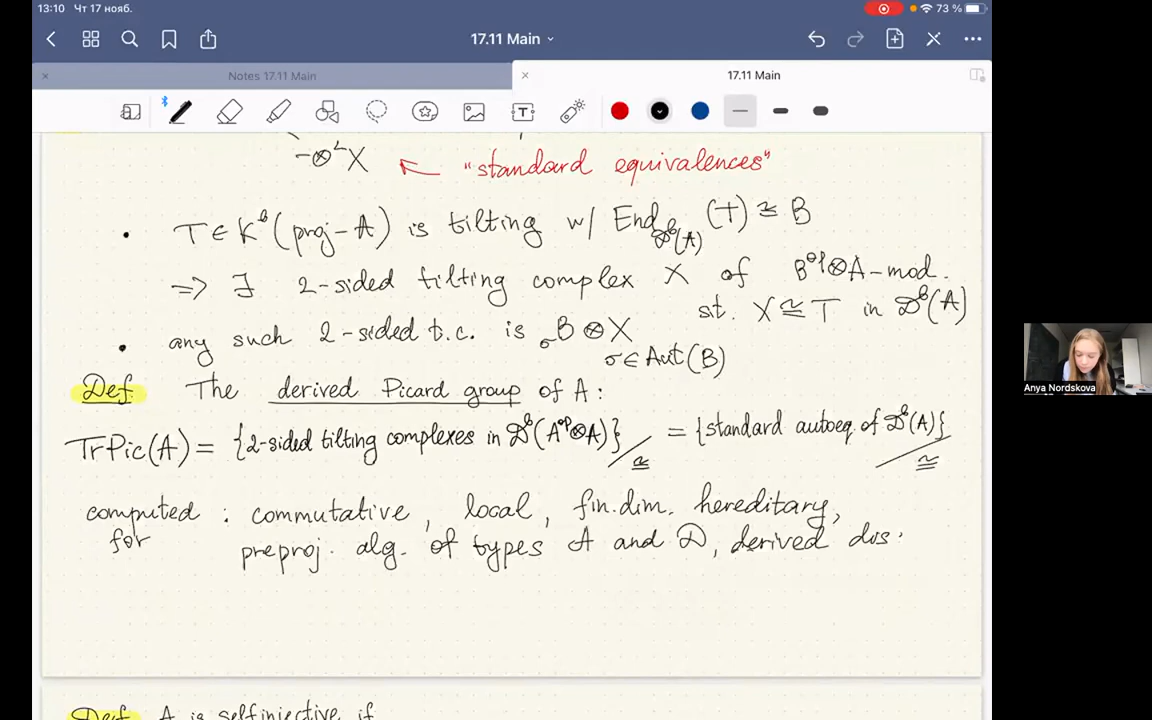 13:10 Чт 17 нояб.
73 %
17.11 Main
Notes 17.11 Main
17.11 Main
-⊗ᴸX ← "standard equivalences"
• T ∈ Kᵇ(proj-A) is tilting w/ End_{𝒟ᵇ(A)}(T) ≅ B
⇒ ∃ 2-sided tilting complex X of Bᵒᵖ⊗A-mod.
st. X ≅ T in 𝒟ᵇ(A)
• any such 2-sided t.c. is _σB ⊗ X
σ ∈ Aut(B)
Def The derived Picard group of A:
TrPic(A) = {2-sided tilting complexes in 𝒟ᵇ(Aᵒᵖ⊗A)}/≅ = {standard autoeq. of 𝒟ᵇ(A)}/≅
computed for : commutative, local, fin.dim. hereditary,
preproj. alg. of types A and D, derived dis
Def A is selfinjective if
Anya Nordskova